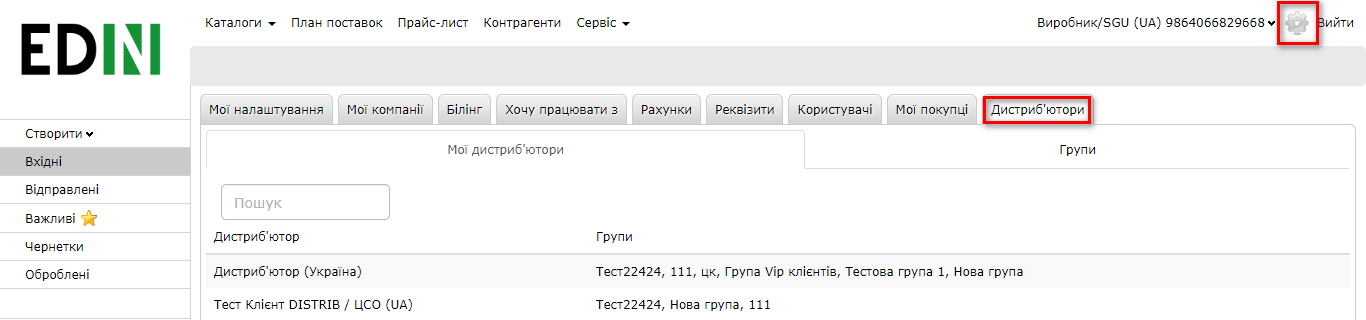 EDIN
Каталоги План поставок Прайс-лист Контрагенти Сервіс Виробник/SGU (UA) 9864066829668 Вийти
Мої налаштування Мої компанії Білінг Хочу працювати з Рахунки Реквізити Користувачі Мої покупці Дистриб'ютори
Створити
Вхідні
Відправлені
Важливі
Чернетки
Оброблені
Мої дистриб'ютори Групи
Пошук
Дистриб'ютор Групи
Дистриб'ютор (Україна) Тест22424, 111, цк, Група Vip клієнтів, Тестова група 1, Нова група
Тест Клієнт DISTRIB / ЦСО (UA) Тест22424, Нова група, 111